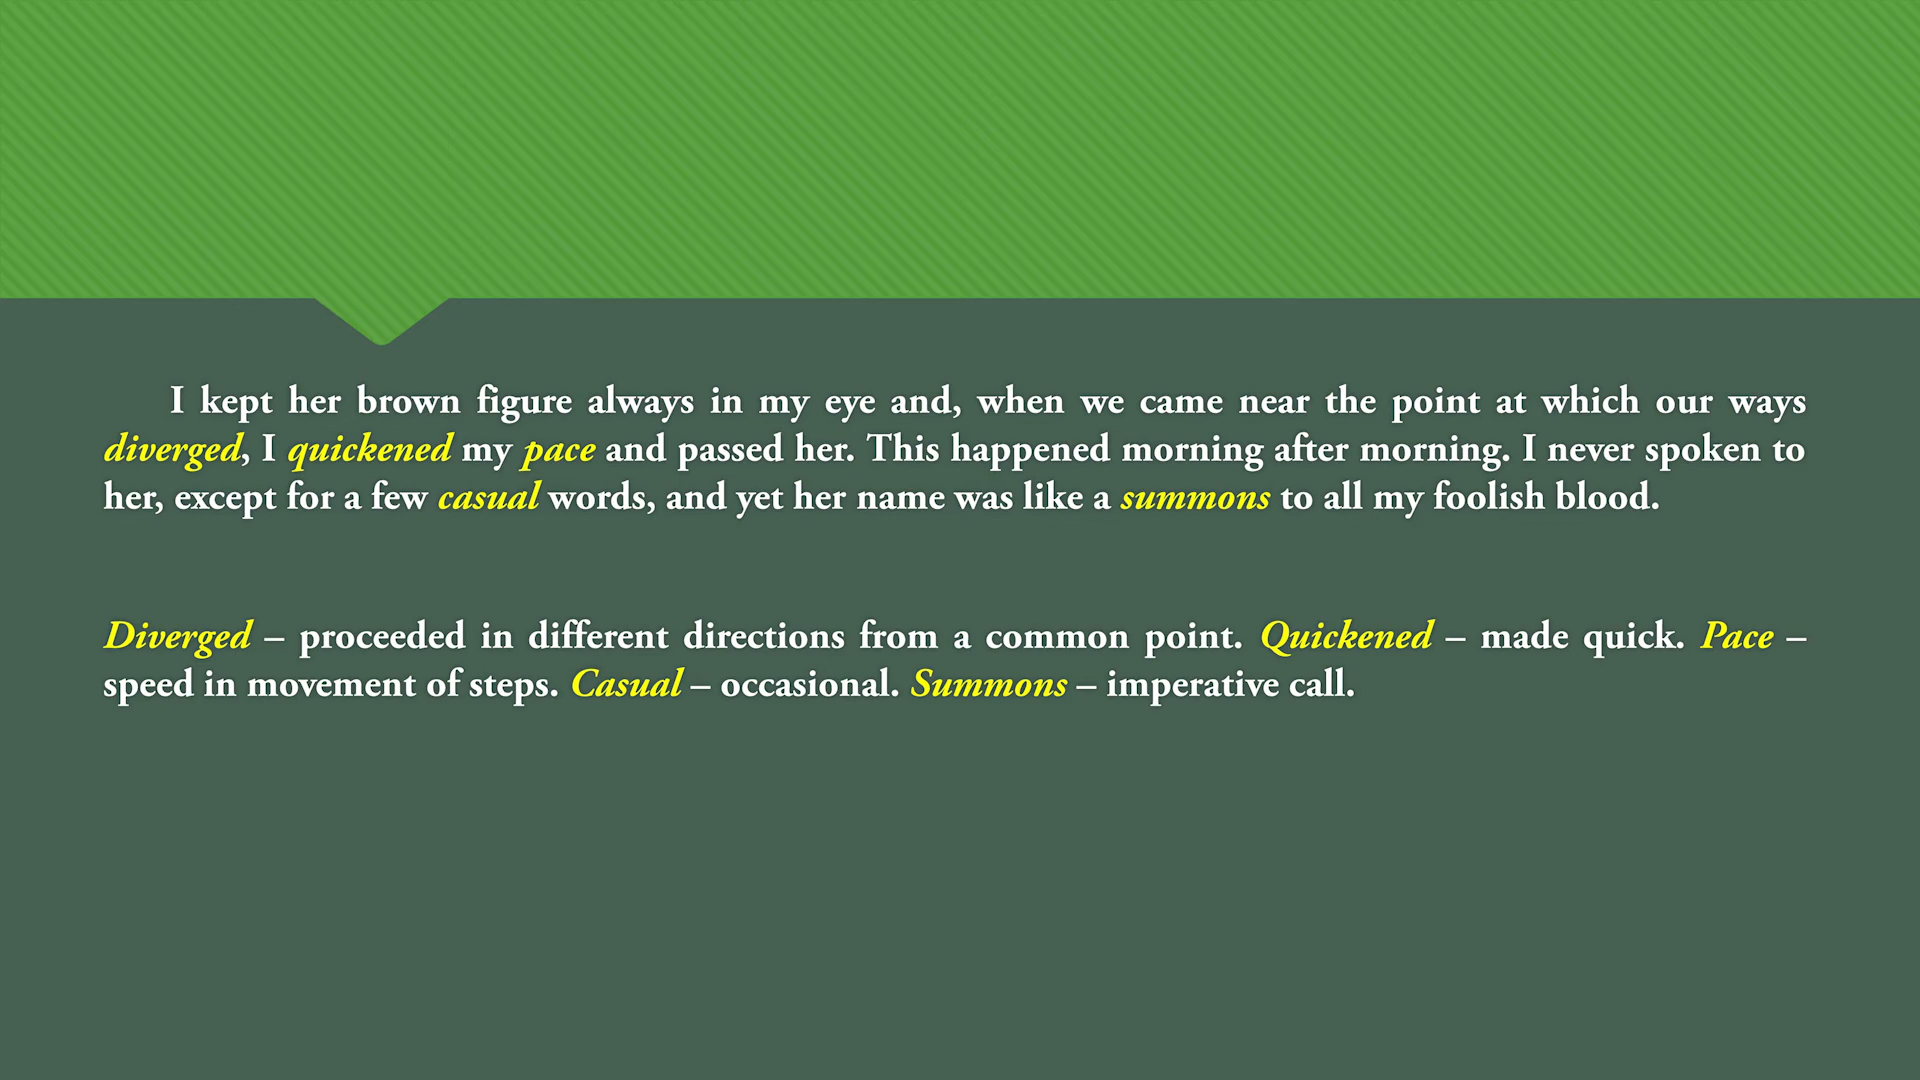 I kept her brown figure always in my eye and, when we came near the point at which our ways
diverged, I quickened my pace and passed her. This happened morning after morning. I never spoken to
her, except for a few casual words, and yet her name was like a summons to all my foolish blood.
Diverged – proceeded in different directions from a common point. Quickened – made quick. Pace –
speed in movement of steps. Casual – occasional. Summons – imperative call.